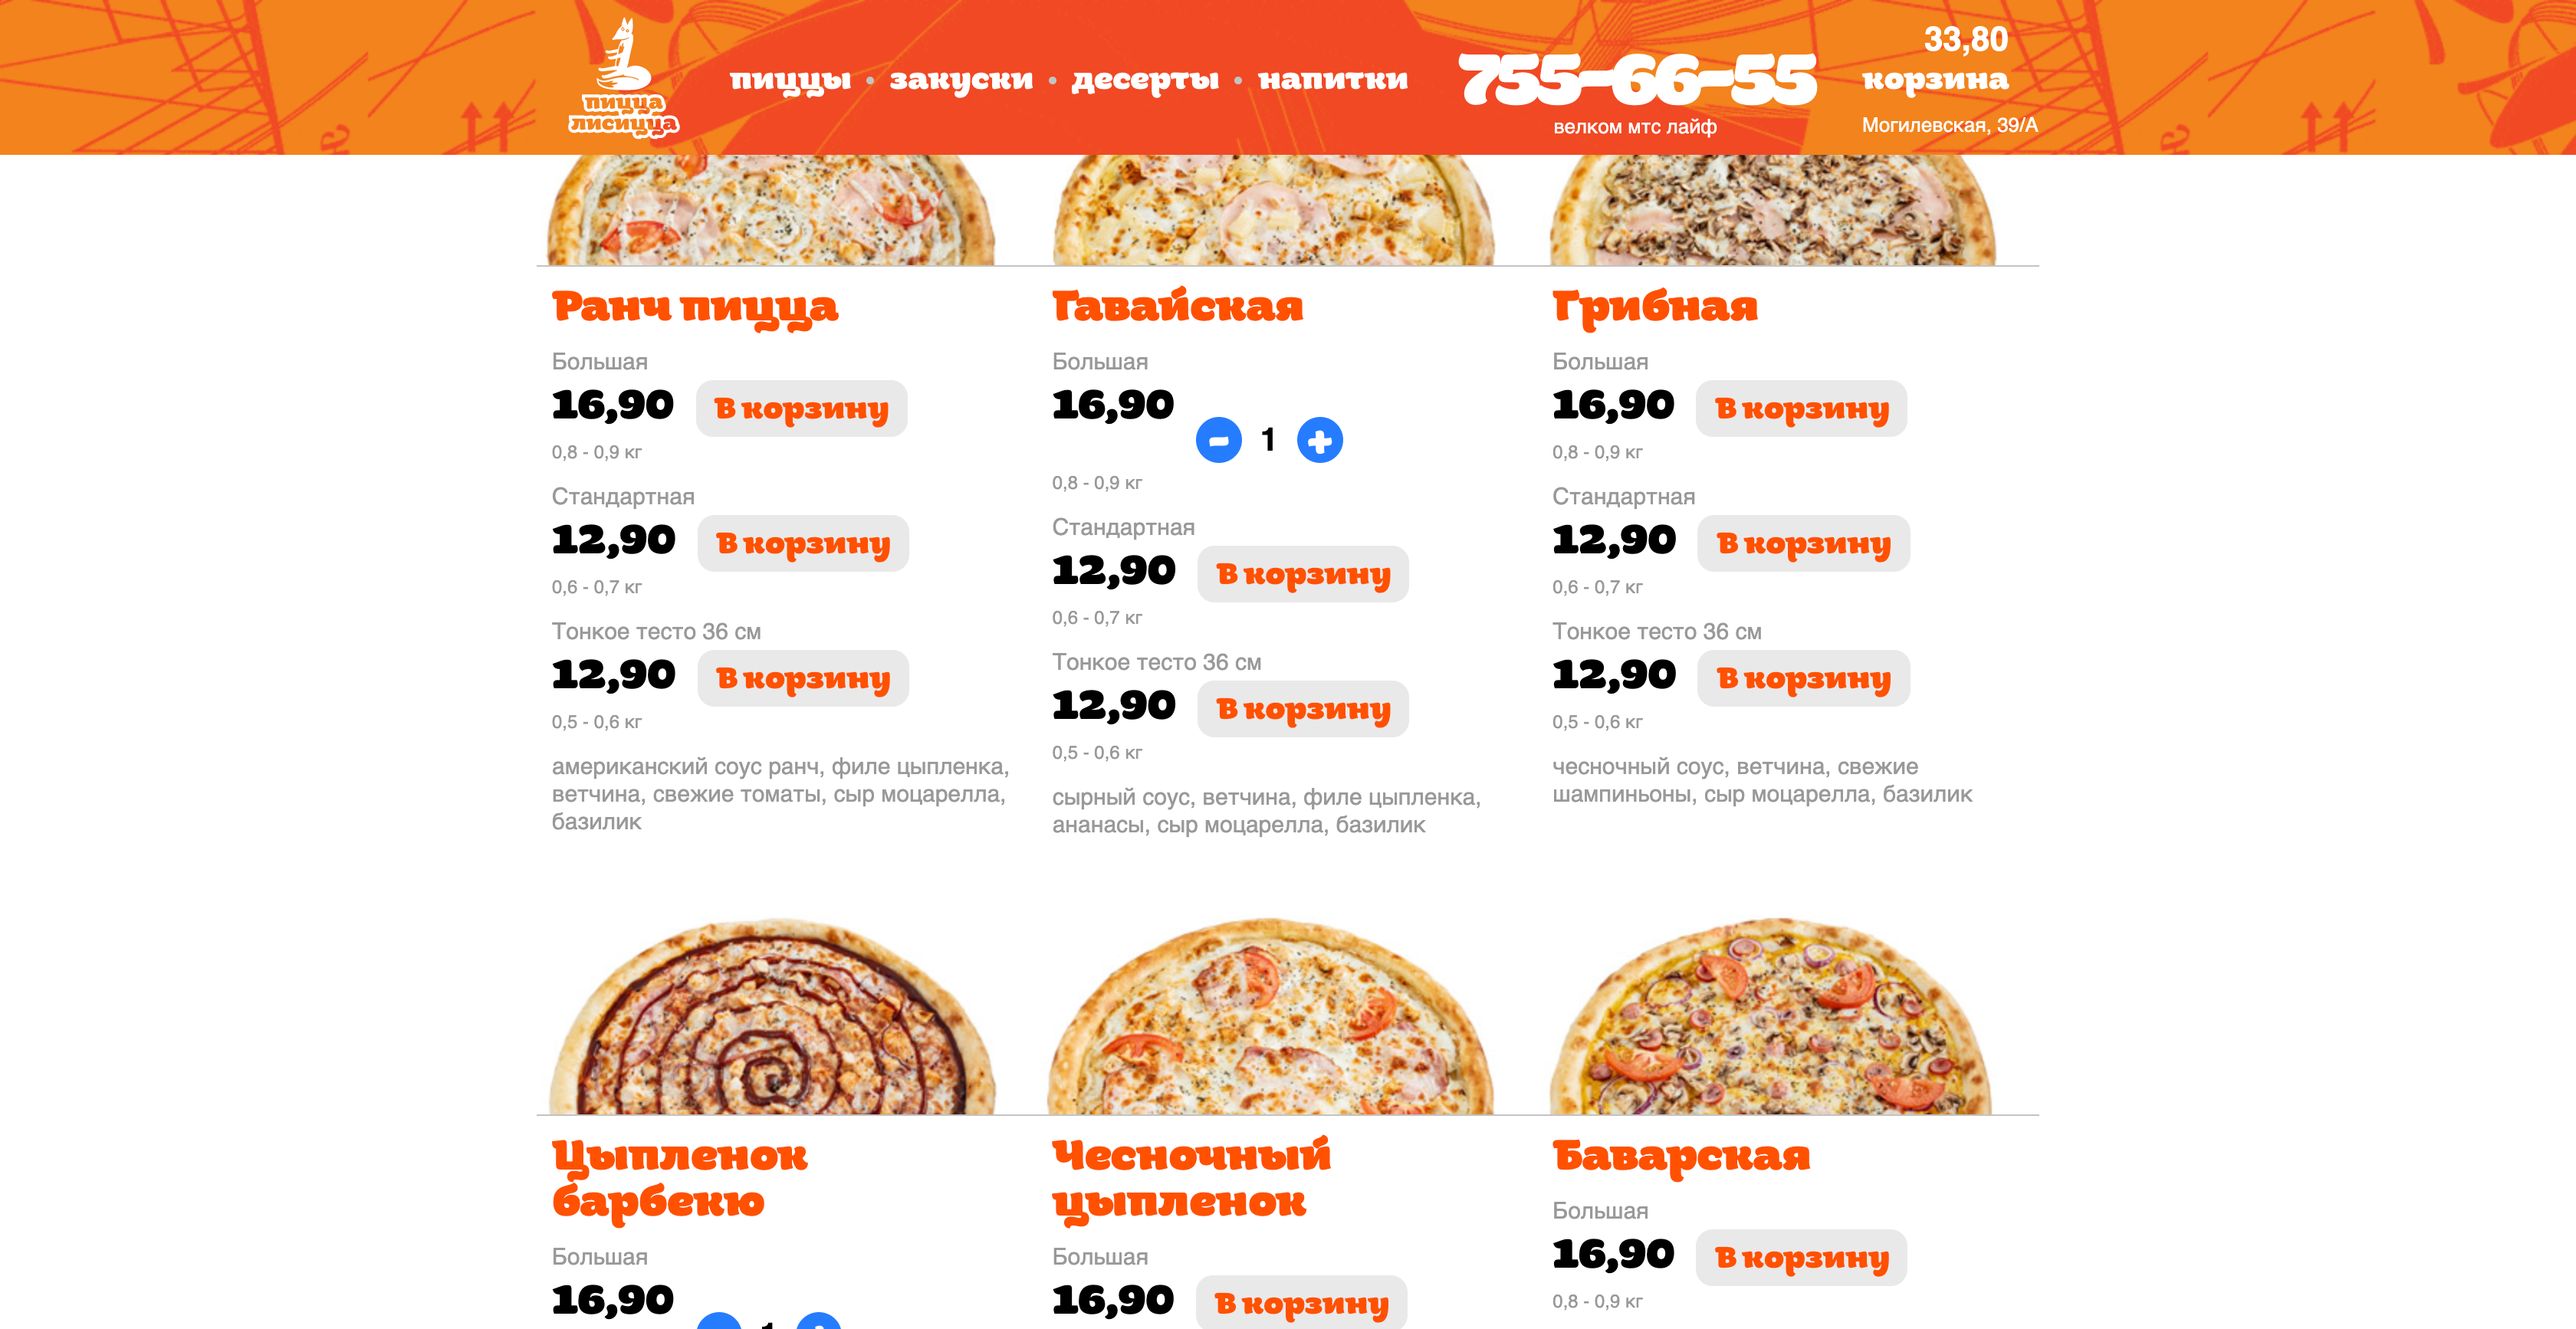 пицца
лисицца
пиццы • закуски • десерты • напитки
755-66-55
велком мтс лайф
33,80
корзина
Могилевская, 39/А
Ранч пицца
Большая
16,90 В корзину
0,8 - 0,9 кг
Стандартная
12,90 В корзину
0,6 - 0,7 кг
Тонкое тесто 36 см
12,90 В корзину
0,5 - 0,6 кг
американский соус ранч, филе цыпленка,
ветчина, свежие томаты, сыр моцарелла,
базилик
Гавайская
Большая
16,90
- 1 +
0,8 - 0,9 кг
Стандартная
12,90 В корзину
0,6 - 0,7 кг
Тонкое тесто 36 см
12,90 В корзину
0,5 - 0,6 кг
сырный соус, ветчина, филе цыпленка,
ананасы, сыр моцарелла, базилик
Грибная
Большая
16,90 В корзину
0,8 - 0,9 кг
Стандартная
12,90 В корзину
0,6 - 0,7 кг
Тонкое тесто 36 см
12,90 В корзину
0,5 - 0,6 кг
чесночный соус, ветчина, свежие
шампиньоны, сыр моцарелла, базилик
Цыпленок
барбекю
Большая
16,90
Чесночный
цыпленок
Большая
16,90 В корзину
Баварская
Большая
16,90 В корзину
0,8 - 0,9 кг